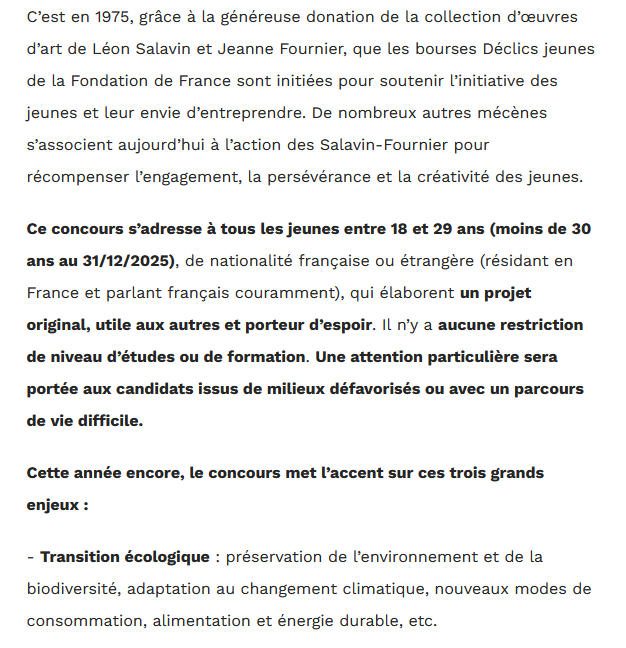 C’est en 1975, grâce à la généreuse donation de la collection d’œuvres
d’art de Léon Salavin et Jeanne Fournier, que les bourses Déclics jeunes
de la Fondation de France sont initiées pour soutenir l’initiative des
jeunes et leur envie d’entreprendre. De nombreux autres mécènes
s’associent aujourd’hui à l’action des Salavin-Fournier pour
récompenser l’engagement, la persévérance et la créativité des jeunes.
Ce concours s’adresse à tous les jeunes entre 18 et 29 ans (moins de 30
ans au 31/12/2025), de nationalité française ou étrangère (résidant en
France et parlant français couramment), qui élaborent un projet
original, utile aux autres et porteur d’espoir. Il n’y a aucune restriction
de niveau d’études ou de formation. Une attention particulière sera
portée aux candidats issus de milieux défavorisés ou avec un parcours
de vie difficile.
Cette année encore, le concours met l’accent sur ces trois grands
enjeux :
- Transition écologique : préservation de l’environnement et de la
biodiversité, adaptation au changement climatique, nouveaux modes de
consommation, alimentation et énergie durable, etc.